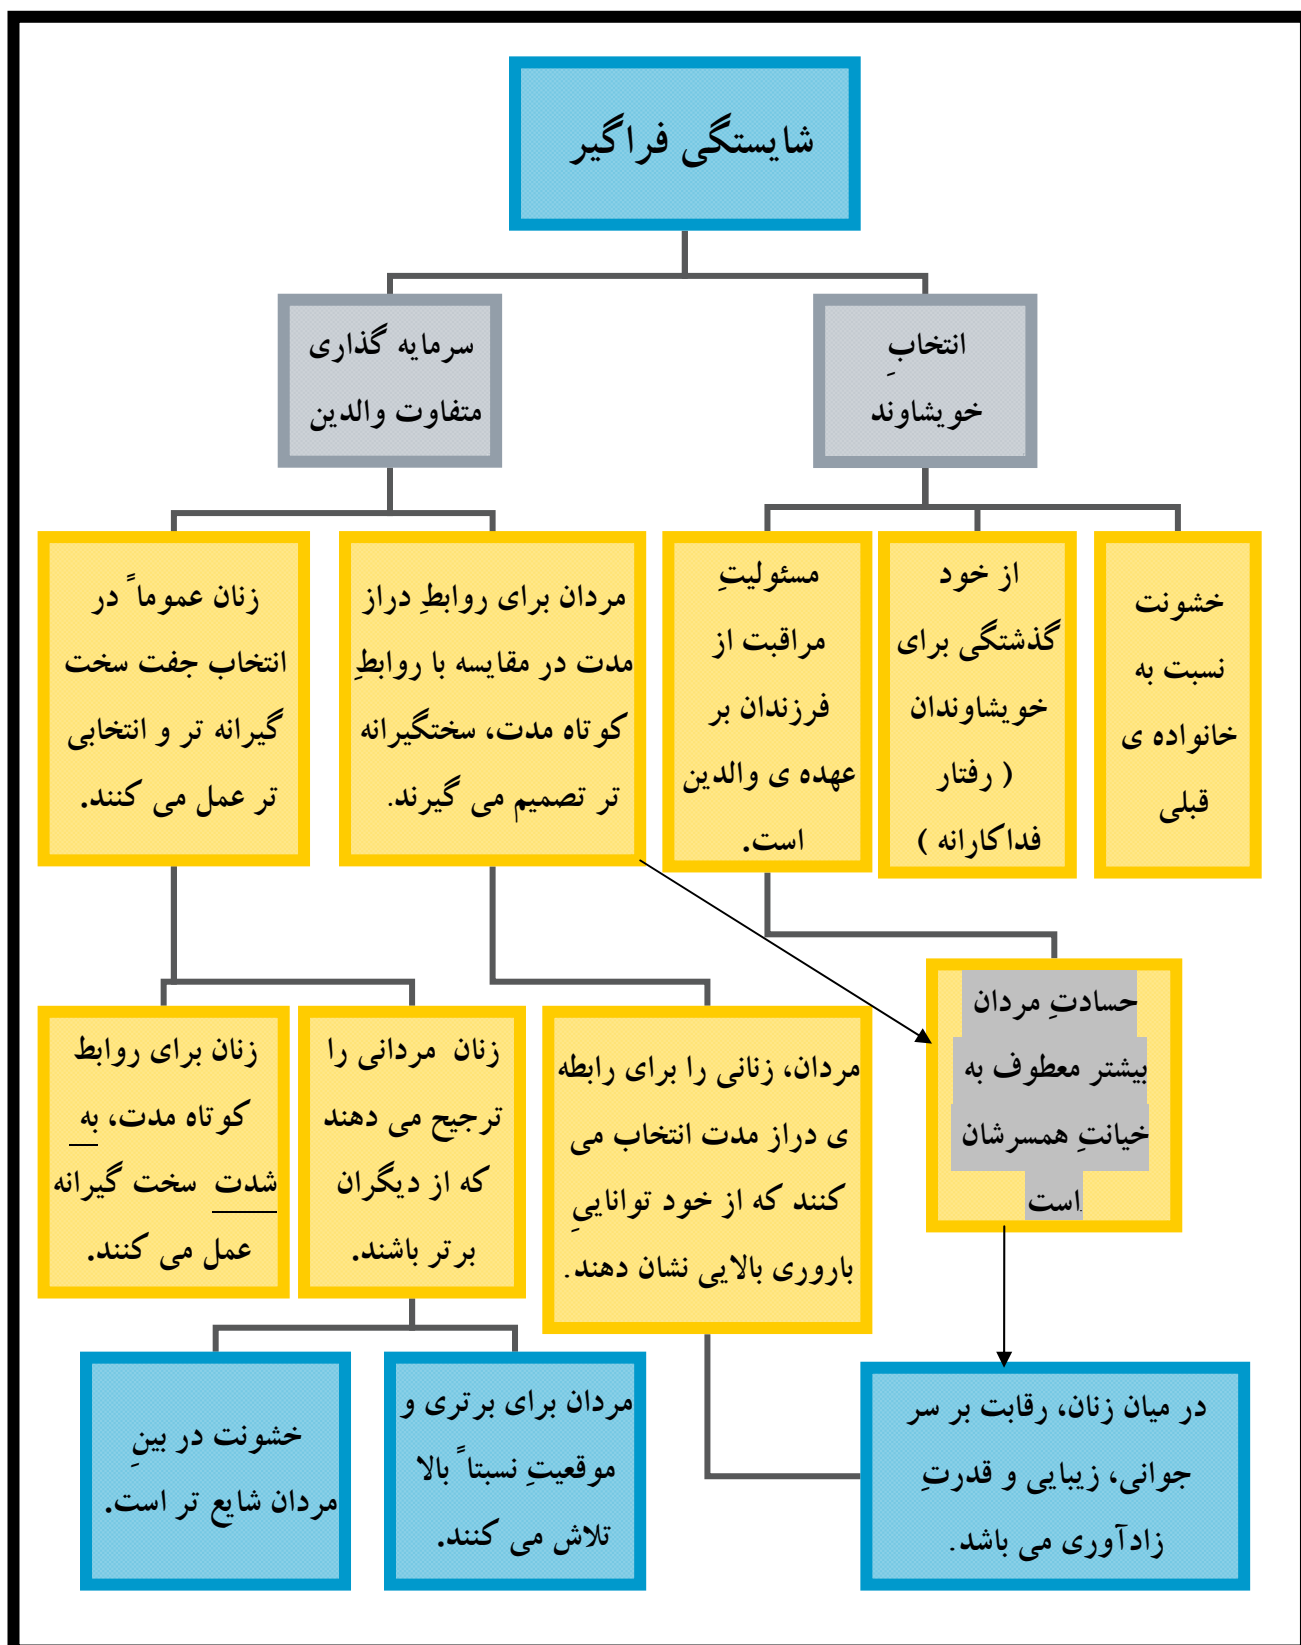 شایستگی فراگیر
انتخابِ
خویشاوند
سرمایه گذاری
متفاوت والدین
خشونت
نسبت به
خانواده ی
قبلی
از خود
گذشتگی برای
خویشاوندان
( رفتار
فداکارانه )
مسئولیتِ
مراقبت از
فرزندان بر
عهده ی والدین
است.
مردان برای روابطِ دراز
مدت در مقایسه با روابطِ
کوتاه مدت، سختگیرانه
تر تصمیم می گیرند.
زنان عموماً در
انتخاب جفت سخت
گیرانه تر و انتخابی
تر عمل می کنند.
حسادتِ مردان
بیشتر معطوف به
خیانتِ همسرشان
است.
مردان، زنانی را برای رابطه
ی دراز مدت انتخاب می
کنند که از خود تواناییِ
باروری بالایی نشان دهند.
زنان مردانی را
ترجیح می دهند
که از دیگران
برتر باشند.
زنان برای روابط
کوتاه مدت، به
شدت سخت گیرانه
عمل می کنند.
در میان زنان، رقابت بر سر
جوانی، زیبایی و قدرتِ
زادآوری می باشد.
مردان برای برتری و
موقعیتِ نسبتاً بالا
تلاش می کنند.
خشونت در بینِ
مردان شایع تر است.